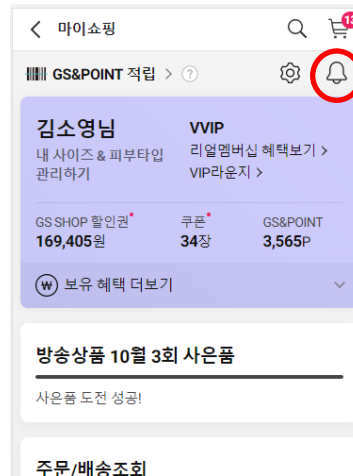 마이쇼핑
GS&POINT 적립 > ?
김소영님
내 사이즈 & 피부타입
관리하기
VVIP
리얼멤버십 혜택보기 >
VIP라운지 >
GS SHOP 할인권
169,405원
쿠폰
34장
GS&POINT
3,565P
₩ 보유 혜택 더보기
방송상품 10월 3회 사은품
사은품 도전 성공!
주문/배송조회